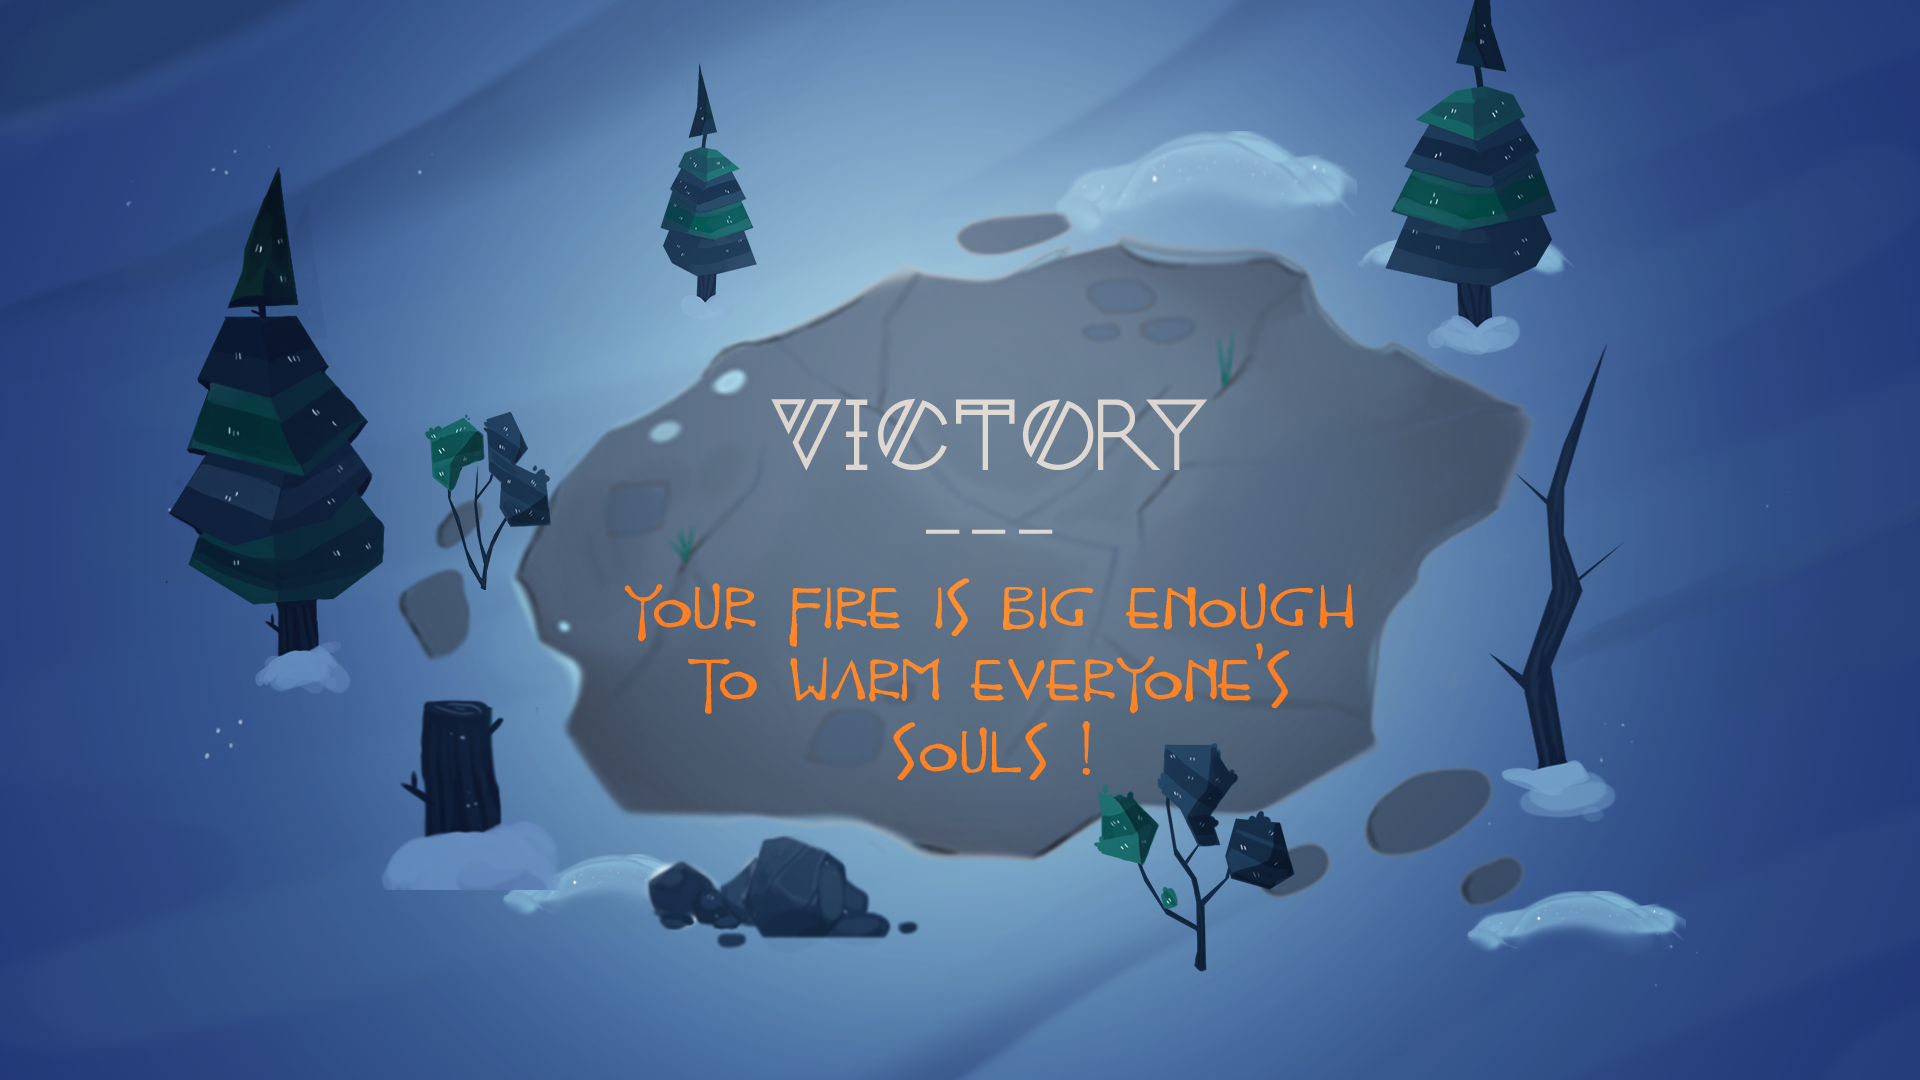 VICTORY
---
YOUR FIRE IS BIG ENOUGH
TO WARM EVERYONE'S
SOULS !